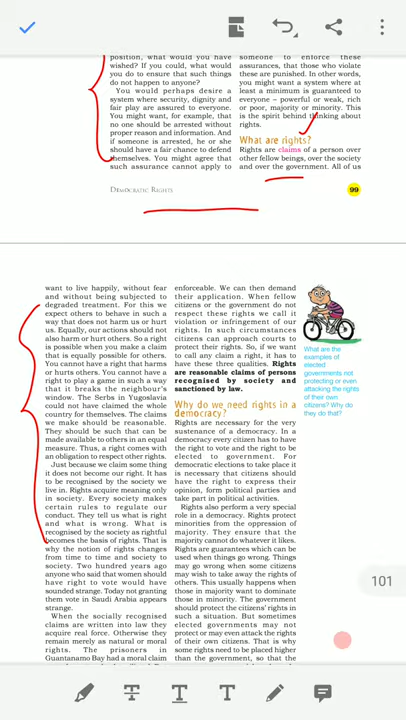 position, what would you have
wished? If you could, what would
you do to ensure that such things
do not happen to anyone?
You would perhaps desire a
system where security, dignity and
fair play are assured to everyone.
You might want, for example, that
no one should be arrested without
proper reason and information. And
if someone is arrested, he or she
should have a fair chance to defend
themselves. You might agree that
such assurance cannot apply to
someone to enforce these
assurances, that those who violate
these are punished. In other words,
you might want a system where at
least a minimum is guaranteed to
everyone – powerful or weak, rich
or poor, majority or minority. This
is the spirit behind thinking about
rights.
What are rights?
Rights are claims of a person over
other fellow beings, over the society
and over the government. All of us
DEMOCRATIC RIGHTS
99
want to live happily, without fear
and without being subjected to
degraded treatment. For this we
expect others to behave in such a
way that does not harm us or hurt
us. Equally, our actions should not
also harm or hurt others. So a right
is possible when you make a claim
that is equally possible for others.
You cannot have a right that harms
or hurts others. You cannot have a
right to play a game in such a way
that it breaks the neighbour's
window. The Serbs in Yugoslavia
could not have claimed the whole
country for themselves. The claims
we make should be reasonable.
They should be such that can be
made available to others in an equal
measure. Thus, a right comes with
an obligation to respect other rights.
Just because we claim some thing
it does not become our right. It has
to be recognised by the society we
live in. Rights acquire meaning only
in society. Every society makes
certain rules to regulate our
conduct. They tell us what is right
and what is wrong. What is
recognised by the society as rightful
becomes the basis of rights. That is
why the notion of rights changes
from time to time and society to
society. Two hundred years ago
anyone who said that women should
have right to vote would have
sounded strange. Today not granting
them vote in Saudi Arabia appears
strange.
When the socially recognised
claims are written into law they
acquire real force. Otherwise they
remain merely as natural or moral
rights. The prisoners in
Guantanamo Bay had a moral claim
enforceable. We can then demand
their application. When fellow
citizens or the government do not
respect these rights we call it
violation or infringement of our
rights. In such circumstances
citizens can approach courts to
protect their rights. So, if we want
to call any claim a right, it has to
have these three qualities. Rights
are reasonable claims of persons
recognised by society and
sanctioned by law.
Why do we need rights in a
democracy?
Rights are necessary for the very
sustenance of a democracy. In a
democracy every citizen has to have
the right to vote and the right to be
elected to government. For
democratic elections to take place it
is necessary that citizens should
have the right to express their
opinion, form political parties and
take part in political activities.
Rights also perform a very special
role in a democracy. Rights protect
minorities from the oppression of
majority. They ensure that the
majority cannot do whatever it likes.
Rights are guarantees which can be
used when things go wrong. Things
may go wrong when some citizens
may wish to take away the rights of
others. This usually happens when
those in majority want to dominate
those in minority. The government
should protect the citizens' rights in
such a situation. But sometimes
elected governments may not
protect or may even attack the rights
of their own citizens. That is why
some rights need to be placed higher
than the government, so that the
What are the
examples of
elected
governments not
protecting or even
attacking the rights
of their own
citizens? Why do
they do that?
101
T
T
T